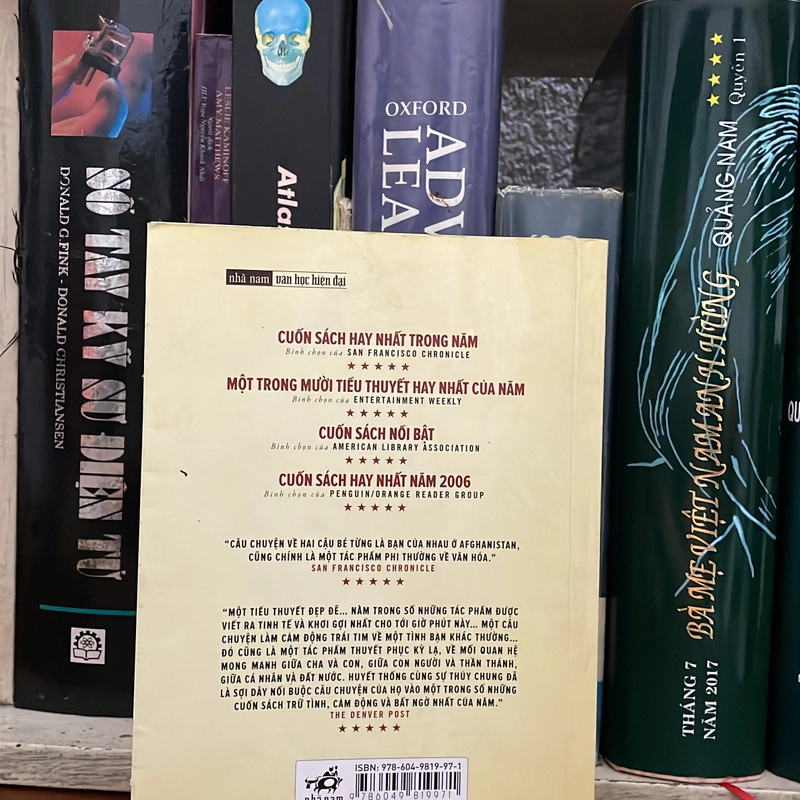 SỔ TAY KỸ SƯ ĐIỆN TỬ
DONALD G.FINK - DONALD CHRISTIANSEN
LESLIE KAMINOFF
AMY MATTHEWS
Atlas
OXFORD
ADV
LEA
BÀ MẸ VIỆT NAM ANH HÙNG
QUẢNG NAM
Quyển 1
THÁNG 7
NĂM 2017
QU
nhã nam văn học hiện đại
CUỐN SÁCH HAY NHẤT TRONG NĂM
Bình chọn của SAN FRANCISCO CHRONICLE
MỘT TRONG MƯỜI TIỂU THUYẾT HAY NHẤT CỦA NĂM
Bình chọn của ENTERTAINMENT WEEKLY
CUỐN SÁCH NỔI BẬT
Bình chọn của AMERICAN LIBRARY ASSOCIATION
CUỐN SÁCH HAY NHẤT NĂM 2006
Bình chọn của PENGUIN/ORANGE READER GROUP
“CÂU CHUYỆN VỀ HAI CẬU BÉ TỪNG LÀ BẠN CỦA NHAU Ở AFGHANISTAN,
CŨNG CHÍNH LÀ MỘT TÁC PHẨM PHI THƯỜNG VỀ VĂN HÓA.”
SAN FRANCISCO CHRONICLE
“MỘT TIỂU THUYẾT ĐẸP ĐẼ... NẰM TRONG SỐ NHỮNG TÁC PHẨM ĐƯỢC
VIẾT RA TINH TẾ VÀ KHƠI GỢI NHẤT CHO TỚI GIỜ PHÚT NÀY... MỘT CÂU
CHUYỆN LÀM CẢM ĐỘNG TRÁI TIM VỀ MỘT TÌNH BẠN KHÁC THƯỜNG...
ĐÓ CŨNG LÀ MỘT TÁC PHẨM THUYẾT PHỤC KỲ LẠ, VỀ MỐI QUAN HỆ
MONG MANH GIỮA CHA VÀ CON, GIỮA CON NGƯỜI VÀ THẦN THÁNH,
GIỮA CÁ NHÂN VÀ ĐẤT NƯỚC. HUYẾT THỐNG CÙNG SỰ THỦY CHUNG ĐÃ
LÀ SỢI DÂY NỐI BUỘC CÂU CHUYỆN CỦA HỌ VÀO MỘT TRONG SỐ NHỮNG
CUỐN SÁCH TRỮ TÌNH, CẢM ĐỘNG VÀ BẤT NGỜ NHẤT CỦA NĂM.”
THE DENVER POST
ISBN: 978-604-9819-97-1
9 786049 819971
nhã nam